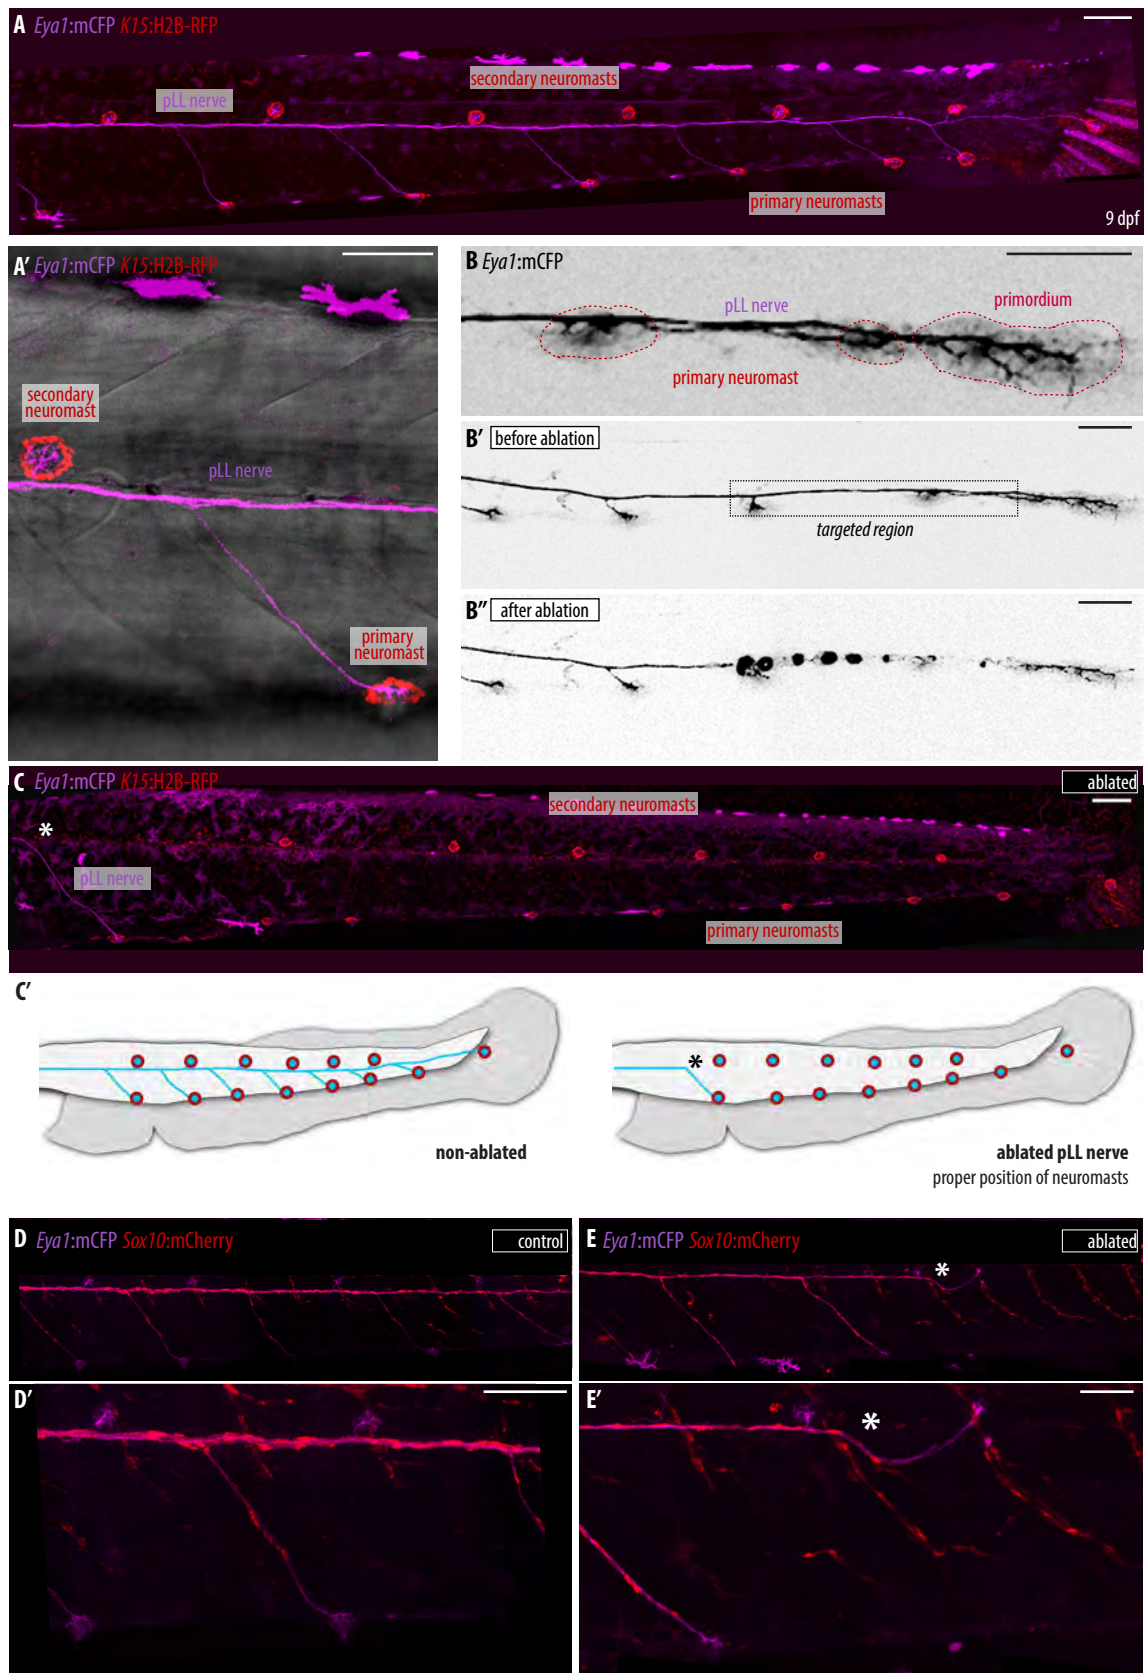 A Eya1:mCFP K15:H2B-RFP
secondary neuromasts
pLL nerve
primary neuromasts
9 dpf
A′ Eya1:mCFP K15:H2B-RFP
secondary
neuromast
pLL nerve
primary
neuromast
B Eya1:mCFP
pLL nerve
primordium
primary neuromast
B′ before ablation
targeted region
B″ after ablation
C Eya1:mCFP K15:H2B-RFP
ablated
secondary neuromasts
*
pLL nerve
primary neuromasts
C′
*
non-ablated
ablated pLL nerve
proper position of neuromasts
D Eya1:mCFP Sox10:mCherry
control
E Eya1:mCFP Sox10:mCherry
ablated
*
D′
E′
*